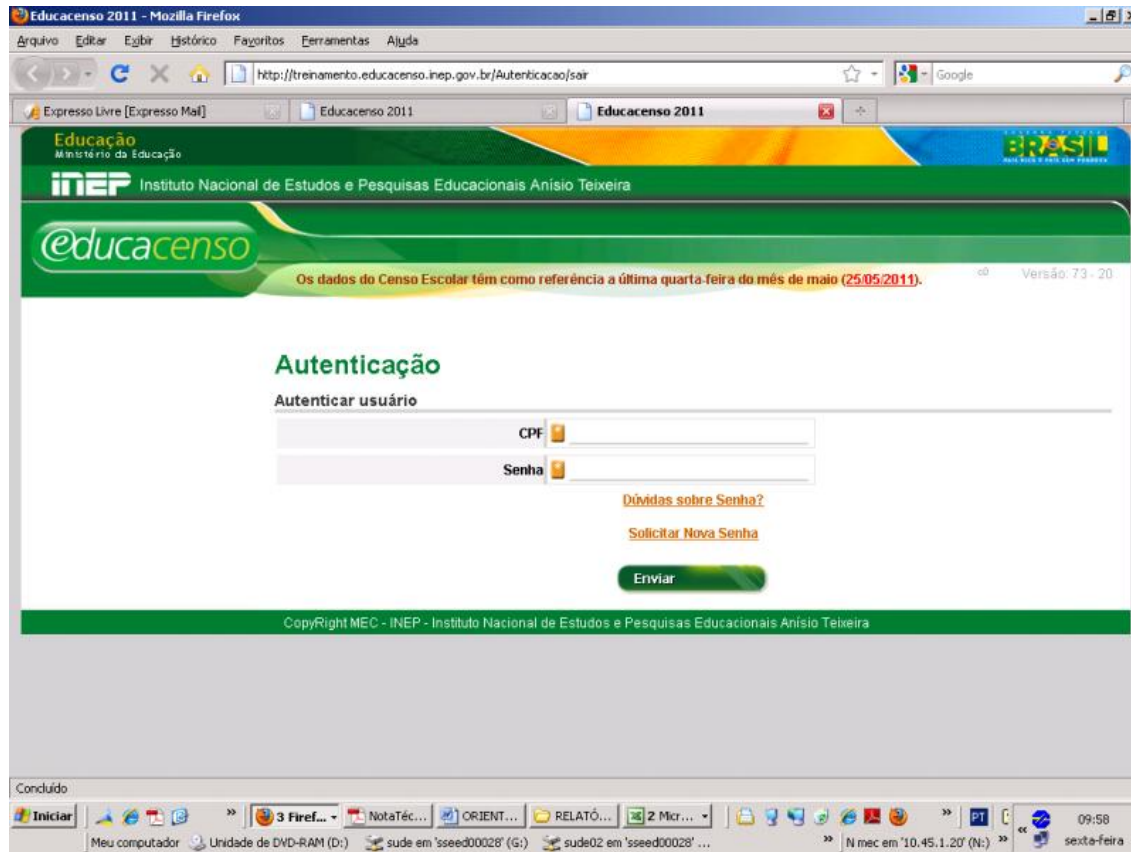 Educacenso 2011 - Mozilla Firefox
Arquivo Editar Exibir Histórico Favoritos Ferramentas Ajuda
http://treinamento.educacenso.inep.gov.br/Autenticacao/sair Google
Expresso Livre [Expresso Mail] Educacenso 2011 Educacenso 2011
Educação
Ministério da Educação
BRASIL
PAÍS RICO É PAÍS SEM POBREZA
inep Instituto Nacional de Estudos e Pesquisas Educacionais Anísio Teixeira
educacenso
Os dados do Censo Escolar têm como referência a última quarta-feira do mês de maio (25/05/2011).
Versão: 73 - 20
Autenticação
Autenticar usuário
CPF
Senha
Dúvidas sobre Senha?
Solicitar Nova Senha
Enviar
CopyRight MEC - INEP - Instituto Nacional de Estudos e Pesquisas Educacionais Anísio Teixeira
Concluído
Iniciar » 3 Firef... NotaTéc... ORIENT... RELATÓ... 2 Micr... » PT « 09:58
Meu computador Unidade de DVD-RAM (D:) sude em 'sseed00028' (G:) sude02 em 'sseed00028' ... » N mec em '10.45.1.20' (N:) » sexta-feira